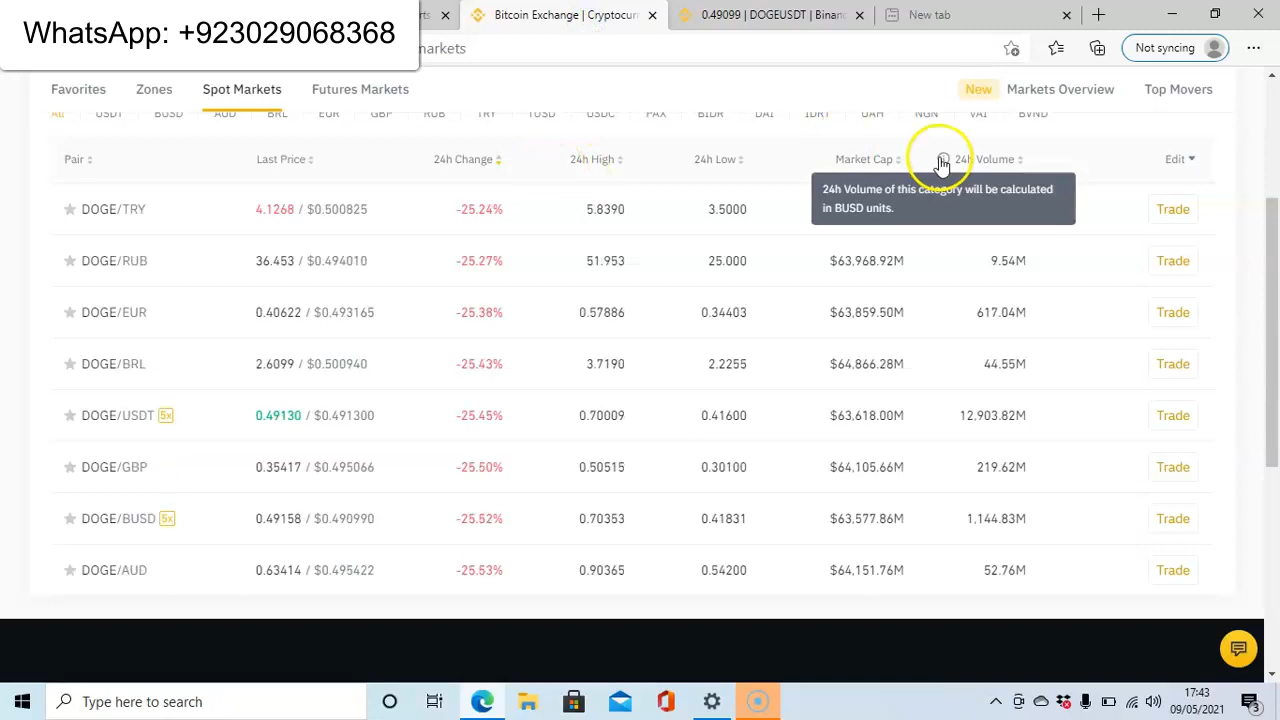 WhatsApp: +923029068368
rts
Bitcoin Exchange | Cryptocurr
0.49099 | DOGEUSDT | Binance
New tab
markets
Not syncing
Favorites Zones Spot Markets Futures Markets New Markets Overview Top Movers
All USDT BUSD AUD BRL EUR GBP RUB TRY TUSD USDC PAX BIDR DAI IDRT UAH NGN VAI BVND
Pair Last Price 24h Change 24h High 24h Low Market Cap 24h Volume Edit
24h Volume of this category will be calculated
in BUSD units.
DOGE/TRY 4.1268 / $0.500825 -25.24% 5.8390 3.5000 Trade
DOGE/RUB 36.453 / $0.494010 -25.27% 51.953 25.000 $63,968.92M 9.54M Trade
DOGE/EUR 0.40622 / $0.493165 -25.38% 0.57886 0.34403 $63,859.50M 617.04M Trade
DOGE/BRL 2.6099 / $0.500940 -25.43% 3.7190 2.2255 $64,866.28M 44.55M Trade
DOGE/USDT 5x 0.49130 / $0.491300 -25.45% 0.70009 0.41600 $63,618.00M 12,903.82M Trade
DOGE/GBP 0.35417 / $0.495066 -25.50% 0.50515 0.30100 $64,105.66M 219.62M Trade
DOGE/BUSD 5x 0.49158 / $0.490990 -25.52% 0.70353 0.41831 $63,577.86M 1,144.83M Trade
DOGE/AUD 0.63414 / $0.495422 -25.53% 0.90365 0.54200 $64,151.76M 52.76M Trade
Type here to search
17:43
09/05/2021
3